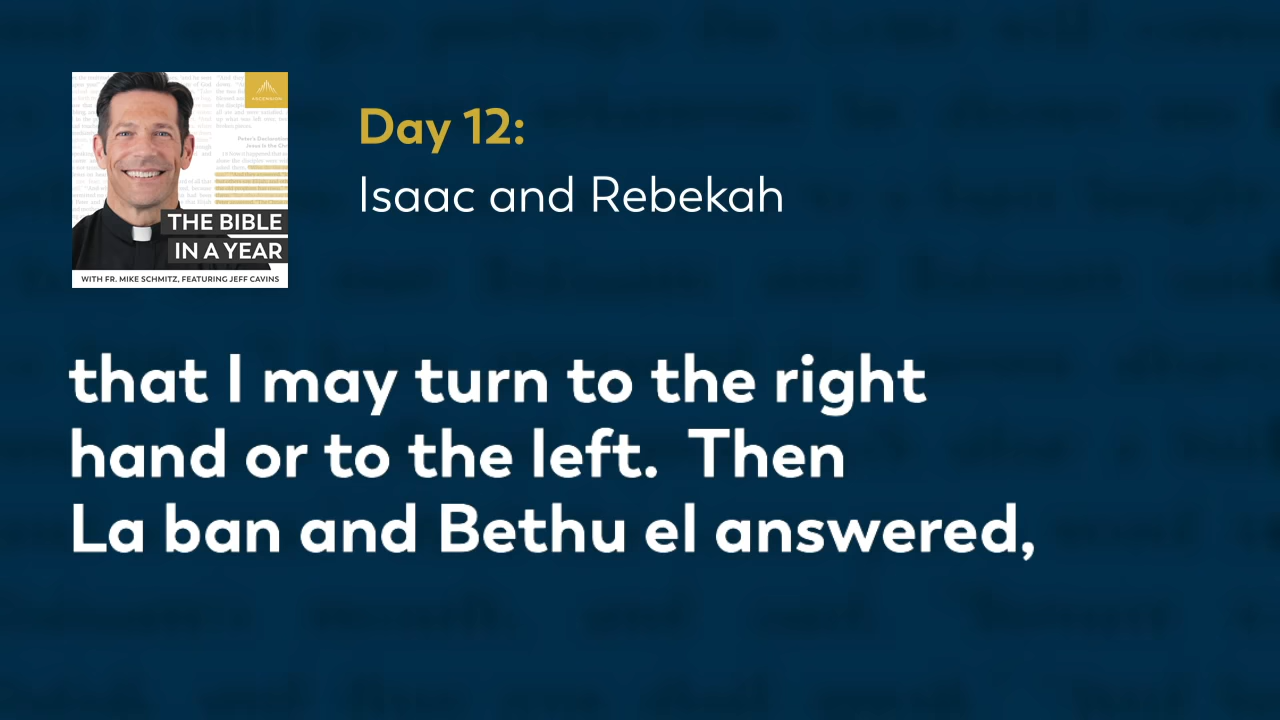 ASCENSION
THE BIBLE
IN A YEAR
WITH FR. MIKE SCHMITZ, FEATURING JEFF CAVINS
Day 12:
Isaac and Rebekah
that I may turn to the right
hand or to the left.  Then
La ban and Bethu el answered,